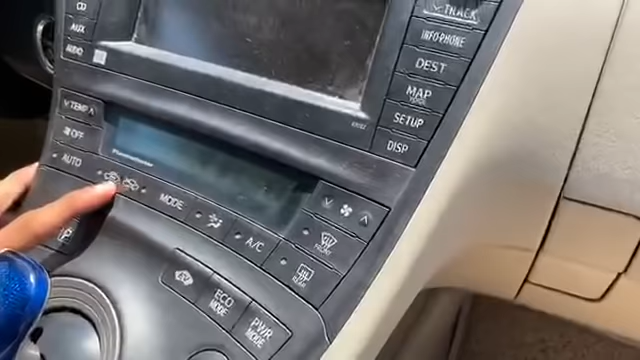 CD
AUX
AUDIO
TRACK
INFO·PHONE
DEST
MAP
VOICE
SETUP
DISP
TEMP
OFF
AUTO
MODE
A/C
FRONT
REAR
ECO
MODE
PWR
MODE